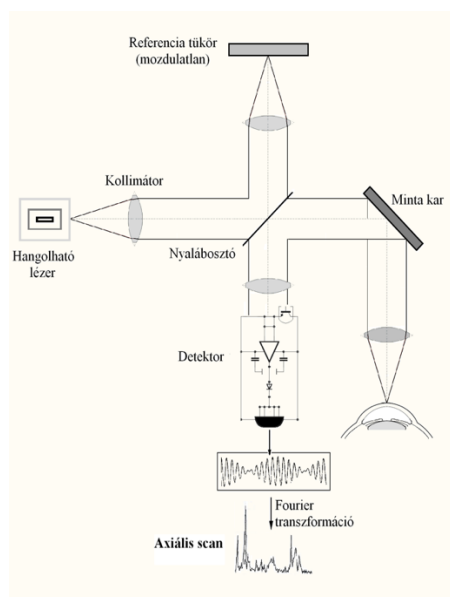 Referencia tükör
(mozdulatlan)
Kollimátor
Minta kar
Hangolható
lézer
Nyalábosztó
Detektor
Fourier
transzformáció
Axiális scan